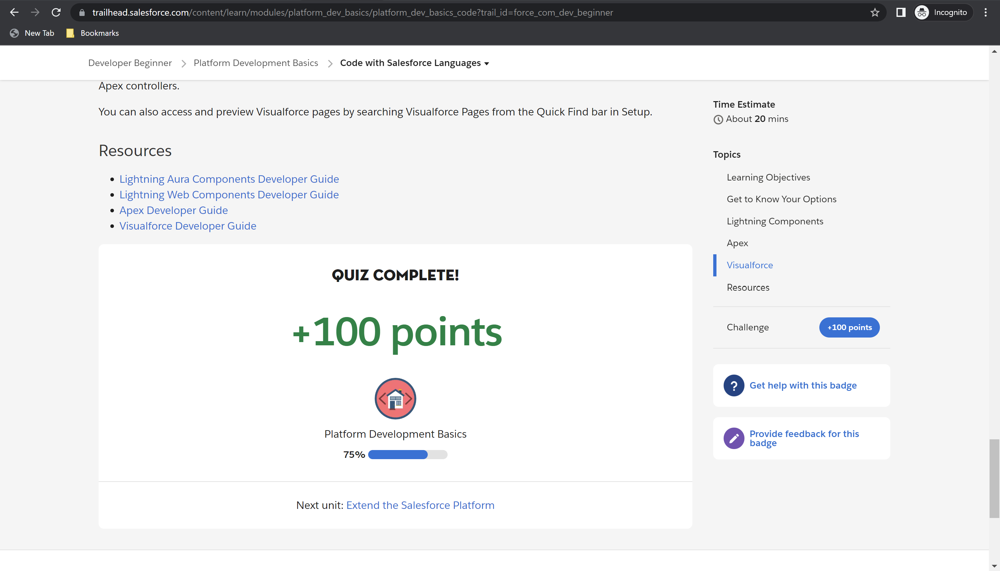 trailhead.salesforce.com/content/learn/modules/platform_dev_basics/platform_dev_basics_code?trail_id=force_com_dev_beginner
Incognito
New Tab
Bookmarks
Developer Beginner
Platform Development Basics
Code with Salesforce Languages
Apex controllers.
You can also access and preview Visualforce pages by searching Visualforce Pages from the Quick Find bar in Setup.
Resources
Lightning Aura Components Developer Guide
Lightning Web Components Developer Guide
Apex Developer Guide
Visualforce Developer Guide
QUIZ COMPLETE!
+100 points
Platform Development Basics
75%
Next unit: Extend the Salesforce Platform
Time Estimate
About 20 mins
Topics
Learning Objectives
Get to Know Your Options
Lightning Components
Apex
Visualforce
Resources
Challenge
+100 points
?
Get help with this badge
Provide feedback for this
badge